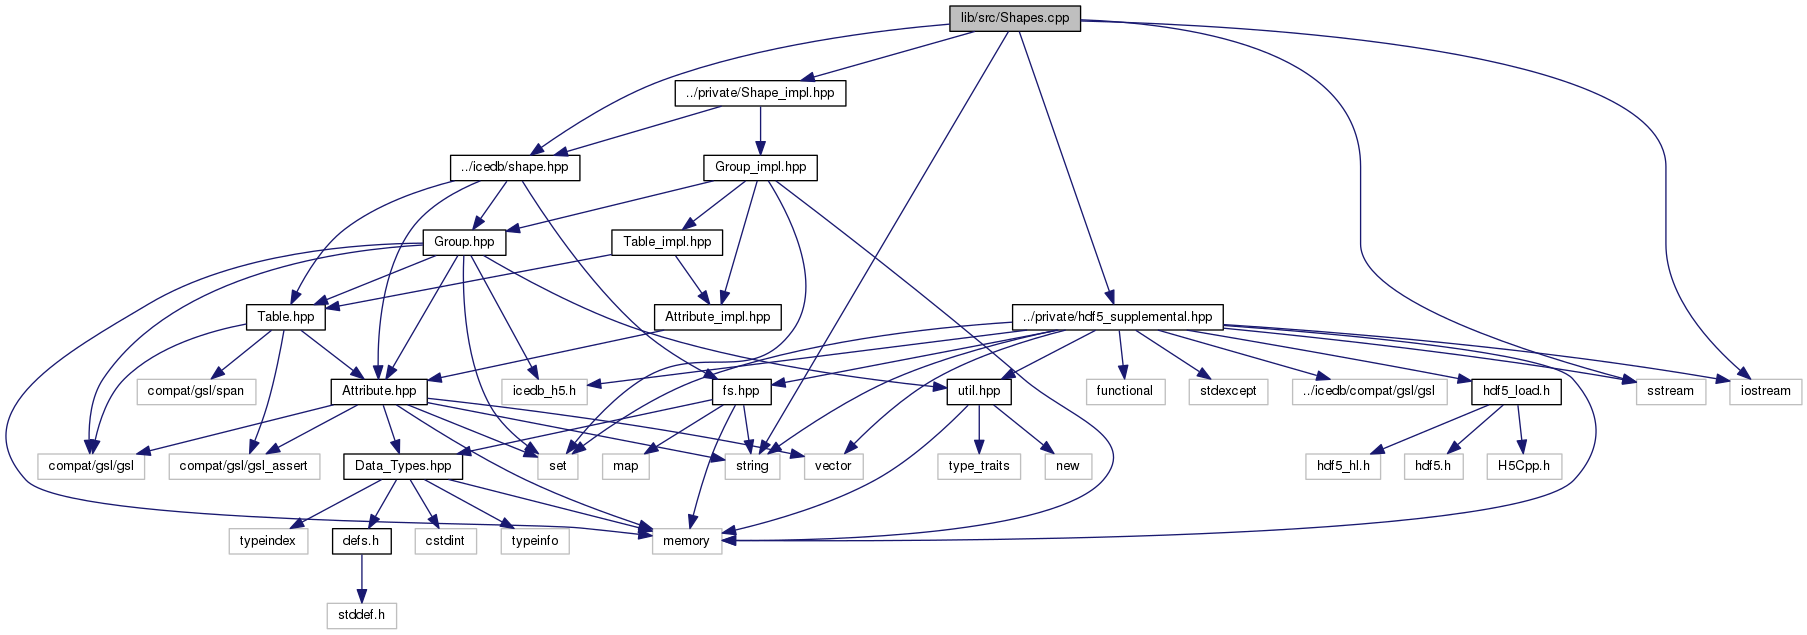 lib/src/Shapes.cpp
../private/Shape_impl.hpp
../icedb/shape.hpp
Group_impl.hpp
Group.hpp
Table_impl.hpp
Table.hpp
Attribute_impl.hpp
../private/hdf5_supplemental.hpp
compat/gsl/span
Attribute.hpp
icedb_h5.h
fs.hpp
util.hpp
functional
stdexcept
../icedb/compat/gsl/gsl
hdf5_load.h
sstream
iostream
compat/gsl/gsl
compat/gsl/gsl_assert
Data_Types.hpp
set
map
string
vector
type_traits
new
hdf5_hl.h
hdf5.h
H5Cpp.h
typeindex
defs.h
cstdint
typeinfo
memory
stddef.h